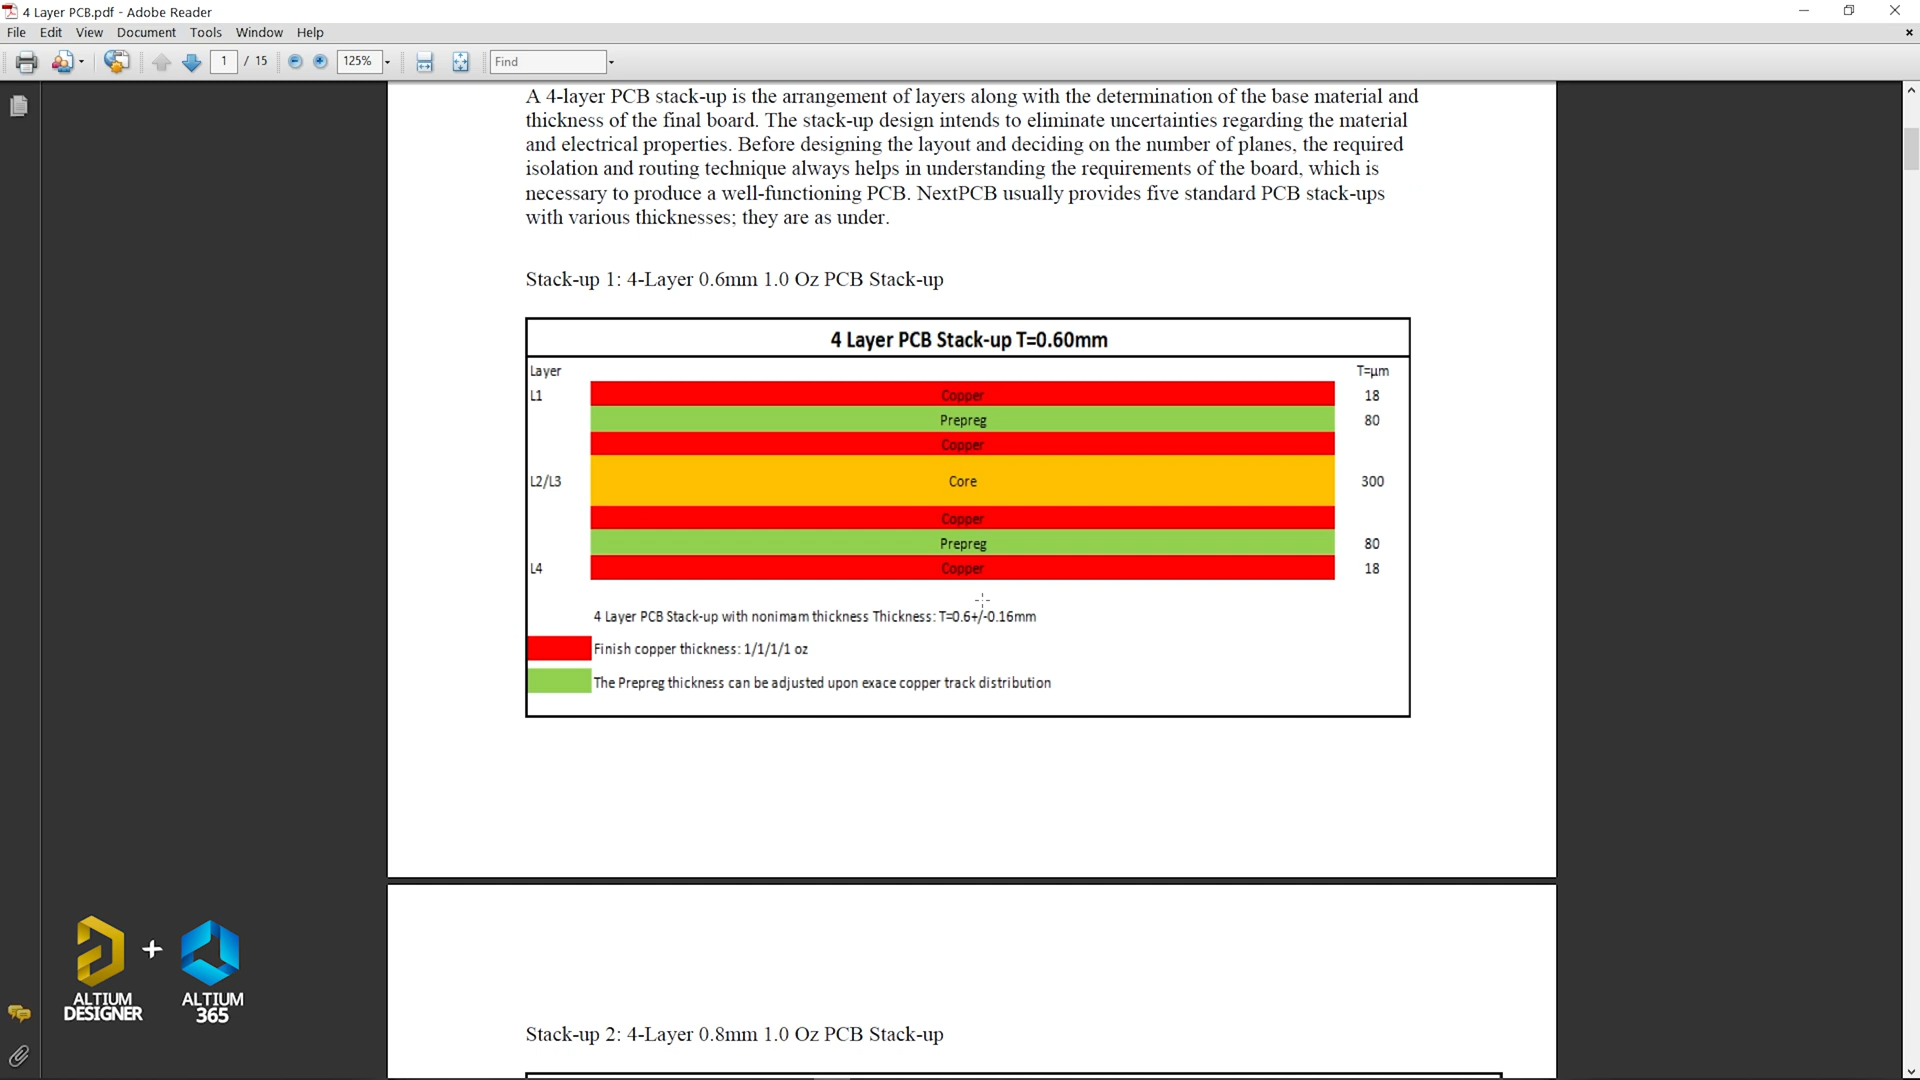 4 Layer PCB.pdf - Adobe Reader
File Edit View Document Tools Window Help
1 / 15 125% Find
A 4-layer PCB stack-up is the arrangement of layers along with the determination of the base material and
thickness of the final board. The stack-up design intends to eliminate uncertainties regarding the material
and electrical properties. Before designing the layout and deciding on the number of planes, the required
isolation and routing technique always helps in understanding the requirements of the board, which is
necessary to produce a well-functioning PCB. NextPCB usually provides five standard PCB stack-ups
with various thicknesses; they are as under.
Stack-up 1: 4-Layer 0.6mm 1.0 Oz PCB Stack-up
4 Layer PCB Stack-up T=0.60mm
Layer T=μm
L1 Copper 18
Prepreg 80
Copper
L2/L3 Core 300
Copper
Prepreg 80
L4 Copper 18
4 Layer PCB Stack-up with nonimam thickness Thickness: T=0.6+/-0.16mm
Finish copper thickness: 1/1/1/1 oz
The Prepreg thickness can be adjusted upon exace copper track distribution
ALTIUM DESIGNER + ALTIUM 365
Stack-up 2: 4-Layer 0.8mm 1.0 Oz PCB Stack-up